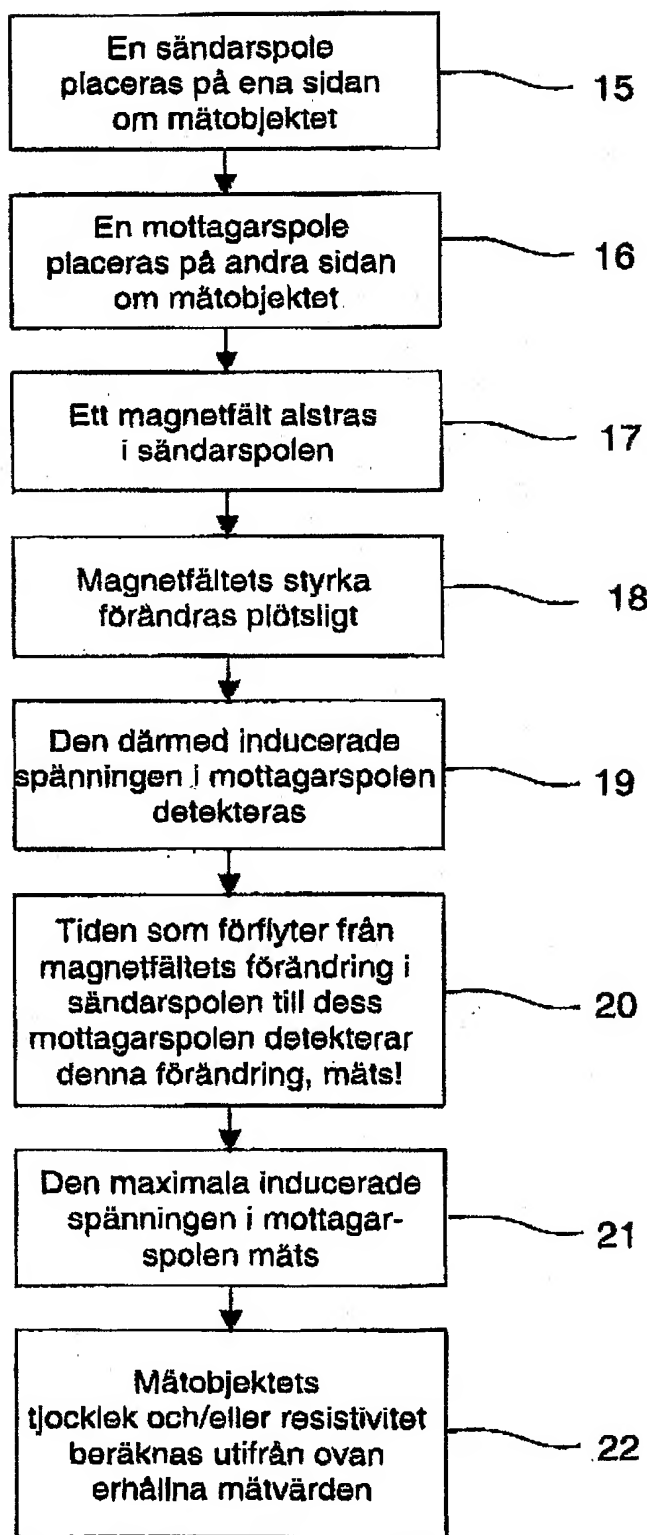 En sändarspole
placeras på ena sidan
om mätobjektet
15
En mottagarspole
placeras på andra sidan
om mätobjektet
16
Ett magnetfält alstras
i sändarspolen
17
Magnetfältets styrka
förändras plötsligt
18
Den därmed inducerade
spänningen i mottagarspolen
detekteras
19
Tiden som förflyter från
magnetfältets förändring i
sändarspolen till dess
mottagarspolen detekterar
denna förändring, mäts!
20
Den maximala inducerade
spänningen i mottagar-
spolen mäts
21
Mätobjektets
tjocklek och/eller resistivitet
beräknas utifrån ovan
erhållna mätvärden
22